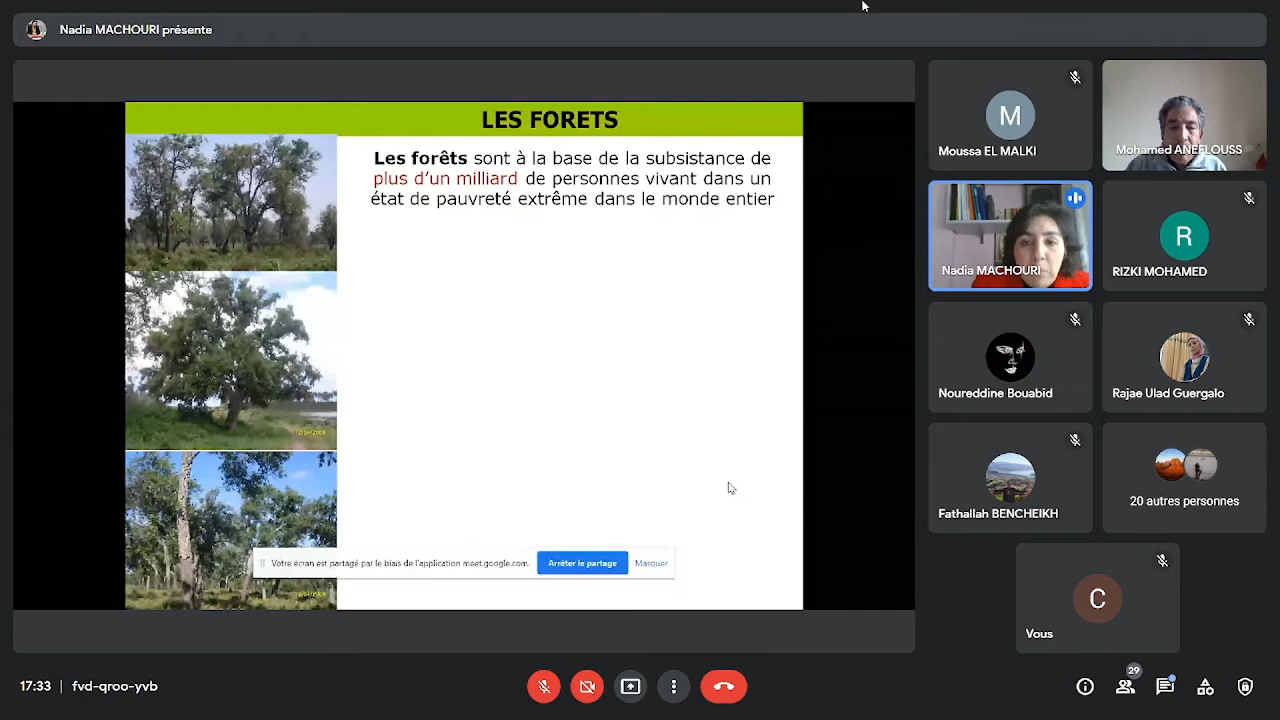 Nadia MACHOURI présente
LES FORETS
Les forêts sont à la base de la subsistance de
plus d’un milliard de personnes vivant dans un
état de pauvreté extrême dans le monde entier
12/04/2009
Votre écran est partagé par le biais de l'application meet.google.com.
Arrêter le partage
Masquer
M
Moussa EL MALKI
Mohamed ANEFLOUSS
Nadia MACHOURI
R
RIZKI MOHAMED
Noureddine Bouabid
Rajae Ulad Guergalo
Fathallah BENCHEIKH
20 autres personnes
C
Vous
17:33 | fvd-qroo-yvb
29